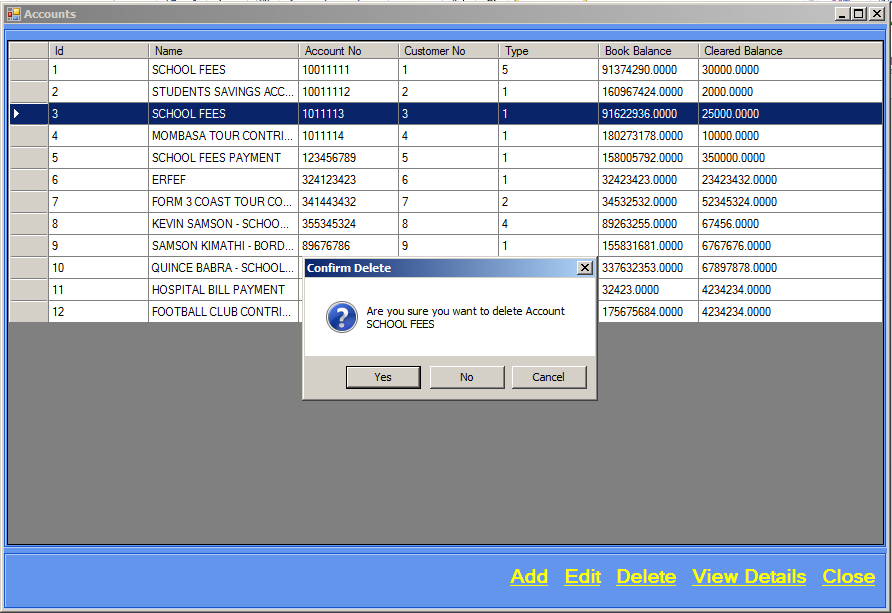 Accounts
Id Name Account No Customer No Type Book Balance Cleared Balance
1 SCHOOL FEES 10011111 1 5 91374290.0000 30000.0000
2 STUDENTS SAVINGS ACC... 10011112 2 1 160967424.0000 2000.0000
3 SCHOOL FEES 1011113 3 1 91622936.0000 25000.0000
4 MOMBASA TOUR CONTRI... 1011114 4 1 180273178.0000 10000.0000
5 SCHOOL FEES PAYMENT 123456789 5 1 158005792.0000 350000.0000
6 ERFEF 324123423 6 1 32423423.0000 23423432.0000
7 FORM 3 COAST TOUR CO... 341443432 7 2 34532532.0000 52345324.0000
8 KEVIN SAMSON - SCHOO... 355345324 8 4 89263255.0000 67456.0000
9 SAMSON KIMATHI - BORD... 89676786 9 1 155831681.0000 6767676.0000
10 QUINCE BABRA - SCHOOL... 337632353.0000 67897878.0000
11 HOSPITAL BILL PAYMENT 32423.0000 4234234.0000
12 FOOTBALL CLUB CONTRI... 175675684.0000 4234234.0000
Confirm Delete
Are you sure you want to delete Account
SCHOOL FEES
Yes No Cancel
Add Edit Delete View Details Close